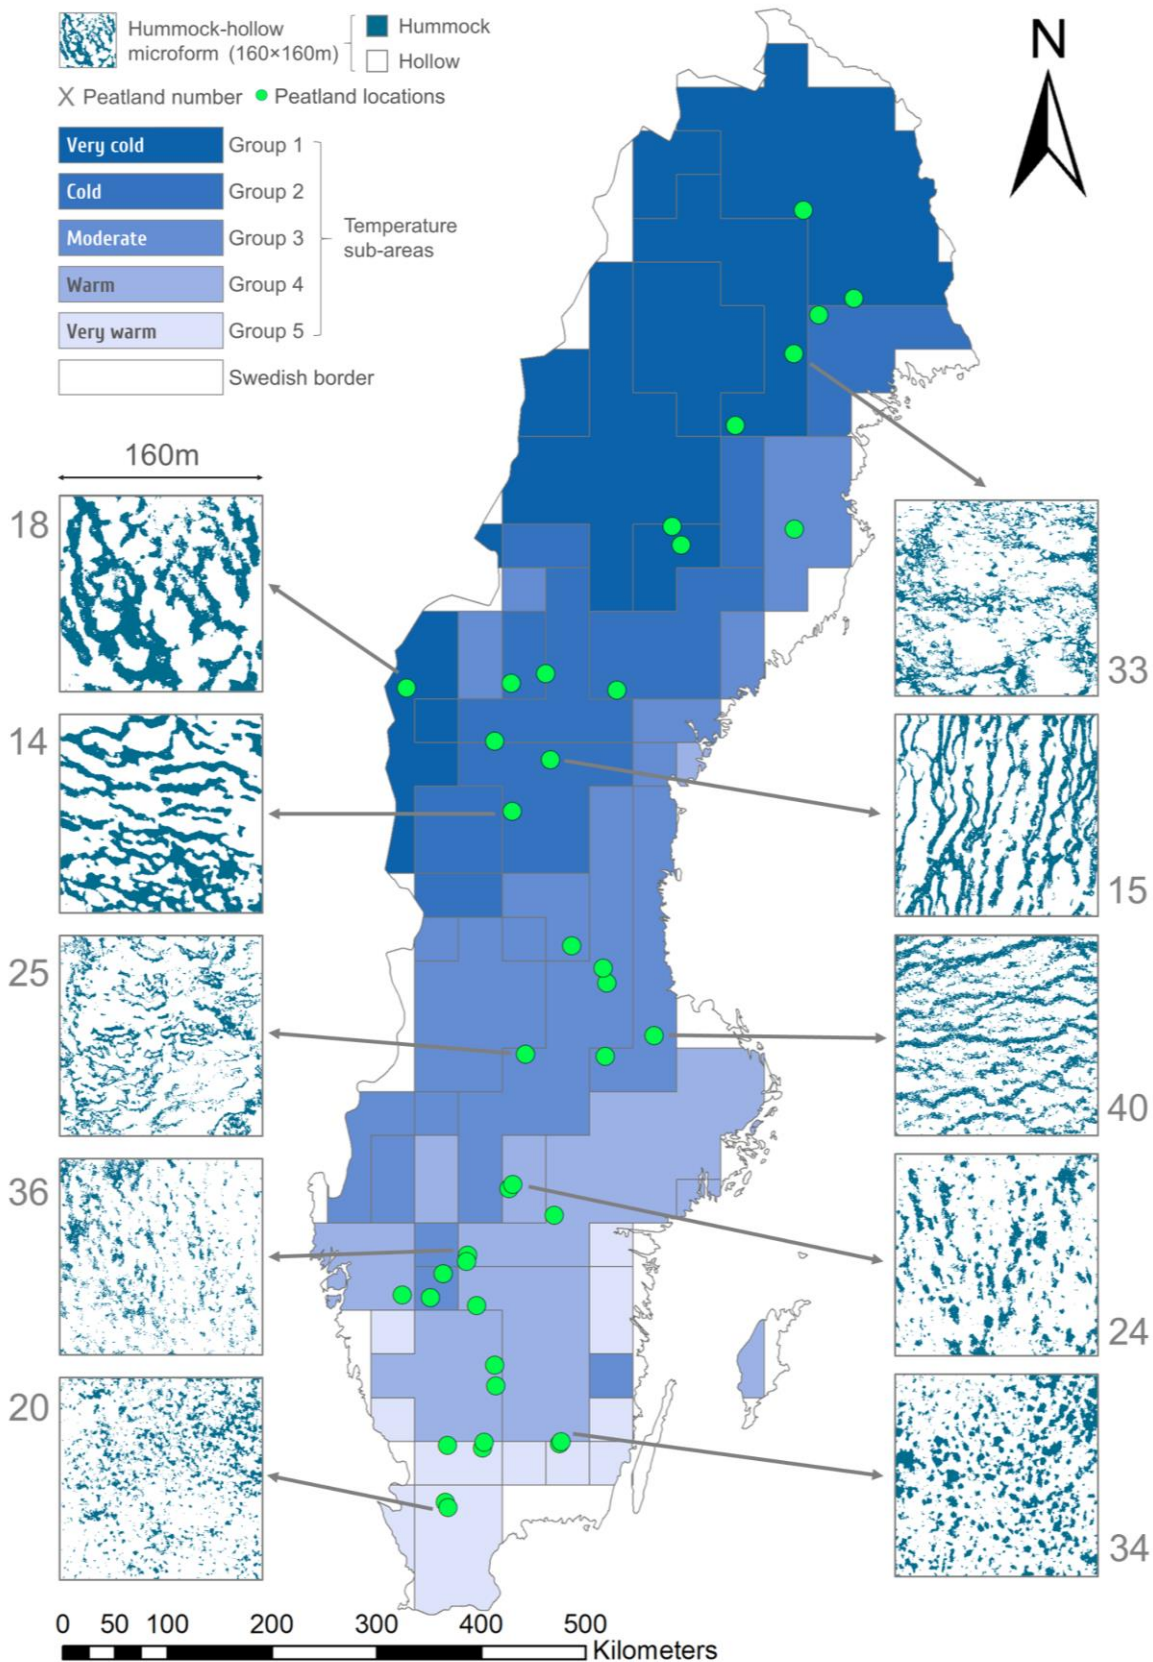 Hummock-hollow
microform (160×160m)
Hummock
Hollow
X Peatland number
Peatland locations
Very cold
Group 1
Cold
Group 2
Moderate
Group 3
Warm
Group 4
Very warm
Group 5
Temperature
sub-areas
Swedish border
N
160m
18
14
25
36
20
33
15
40
24
34
0 50 100 200 300 400 500 Kilometers